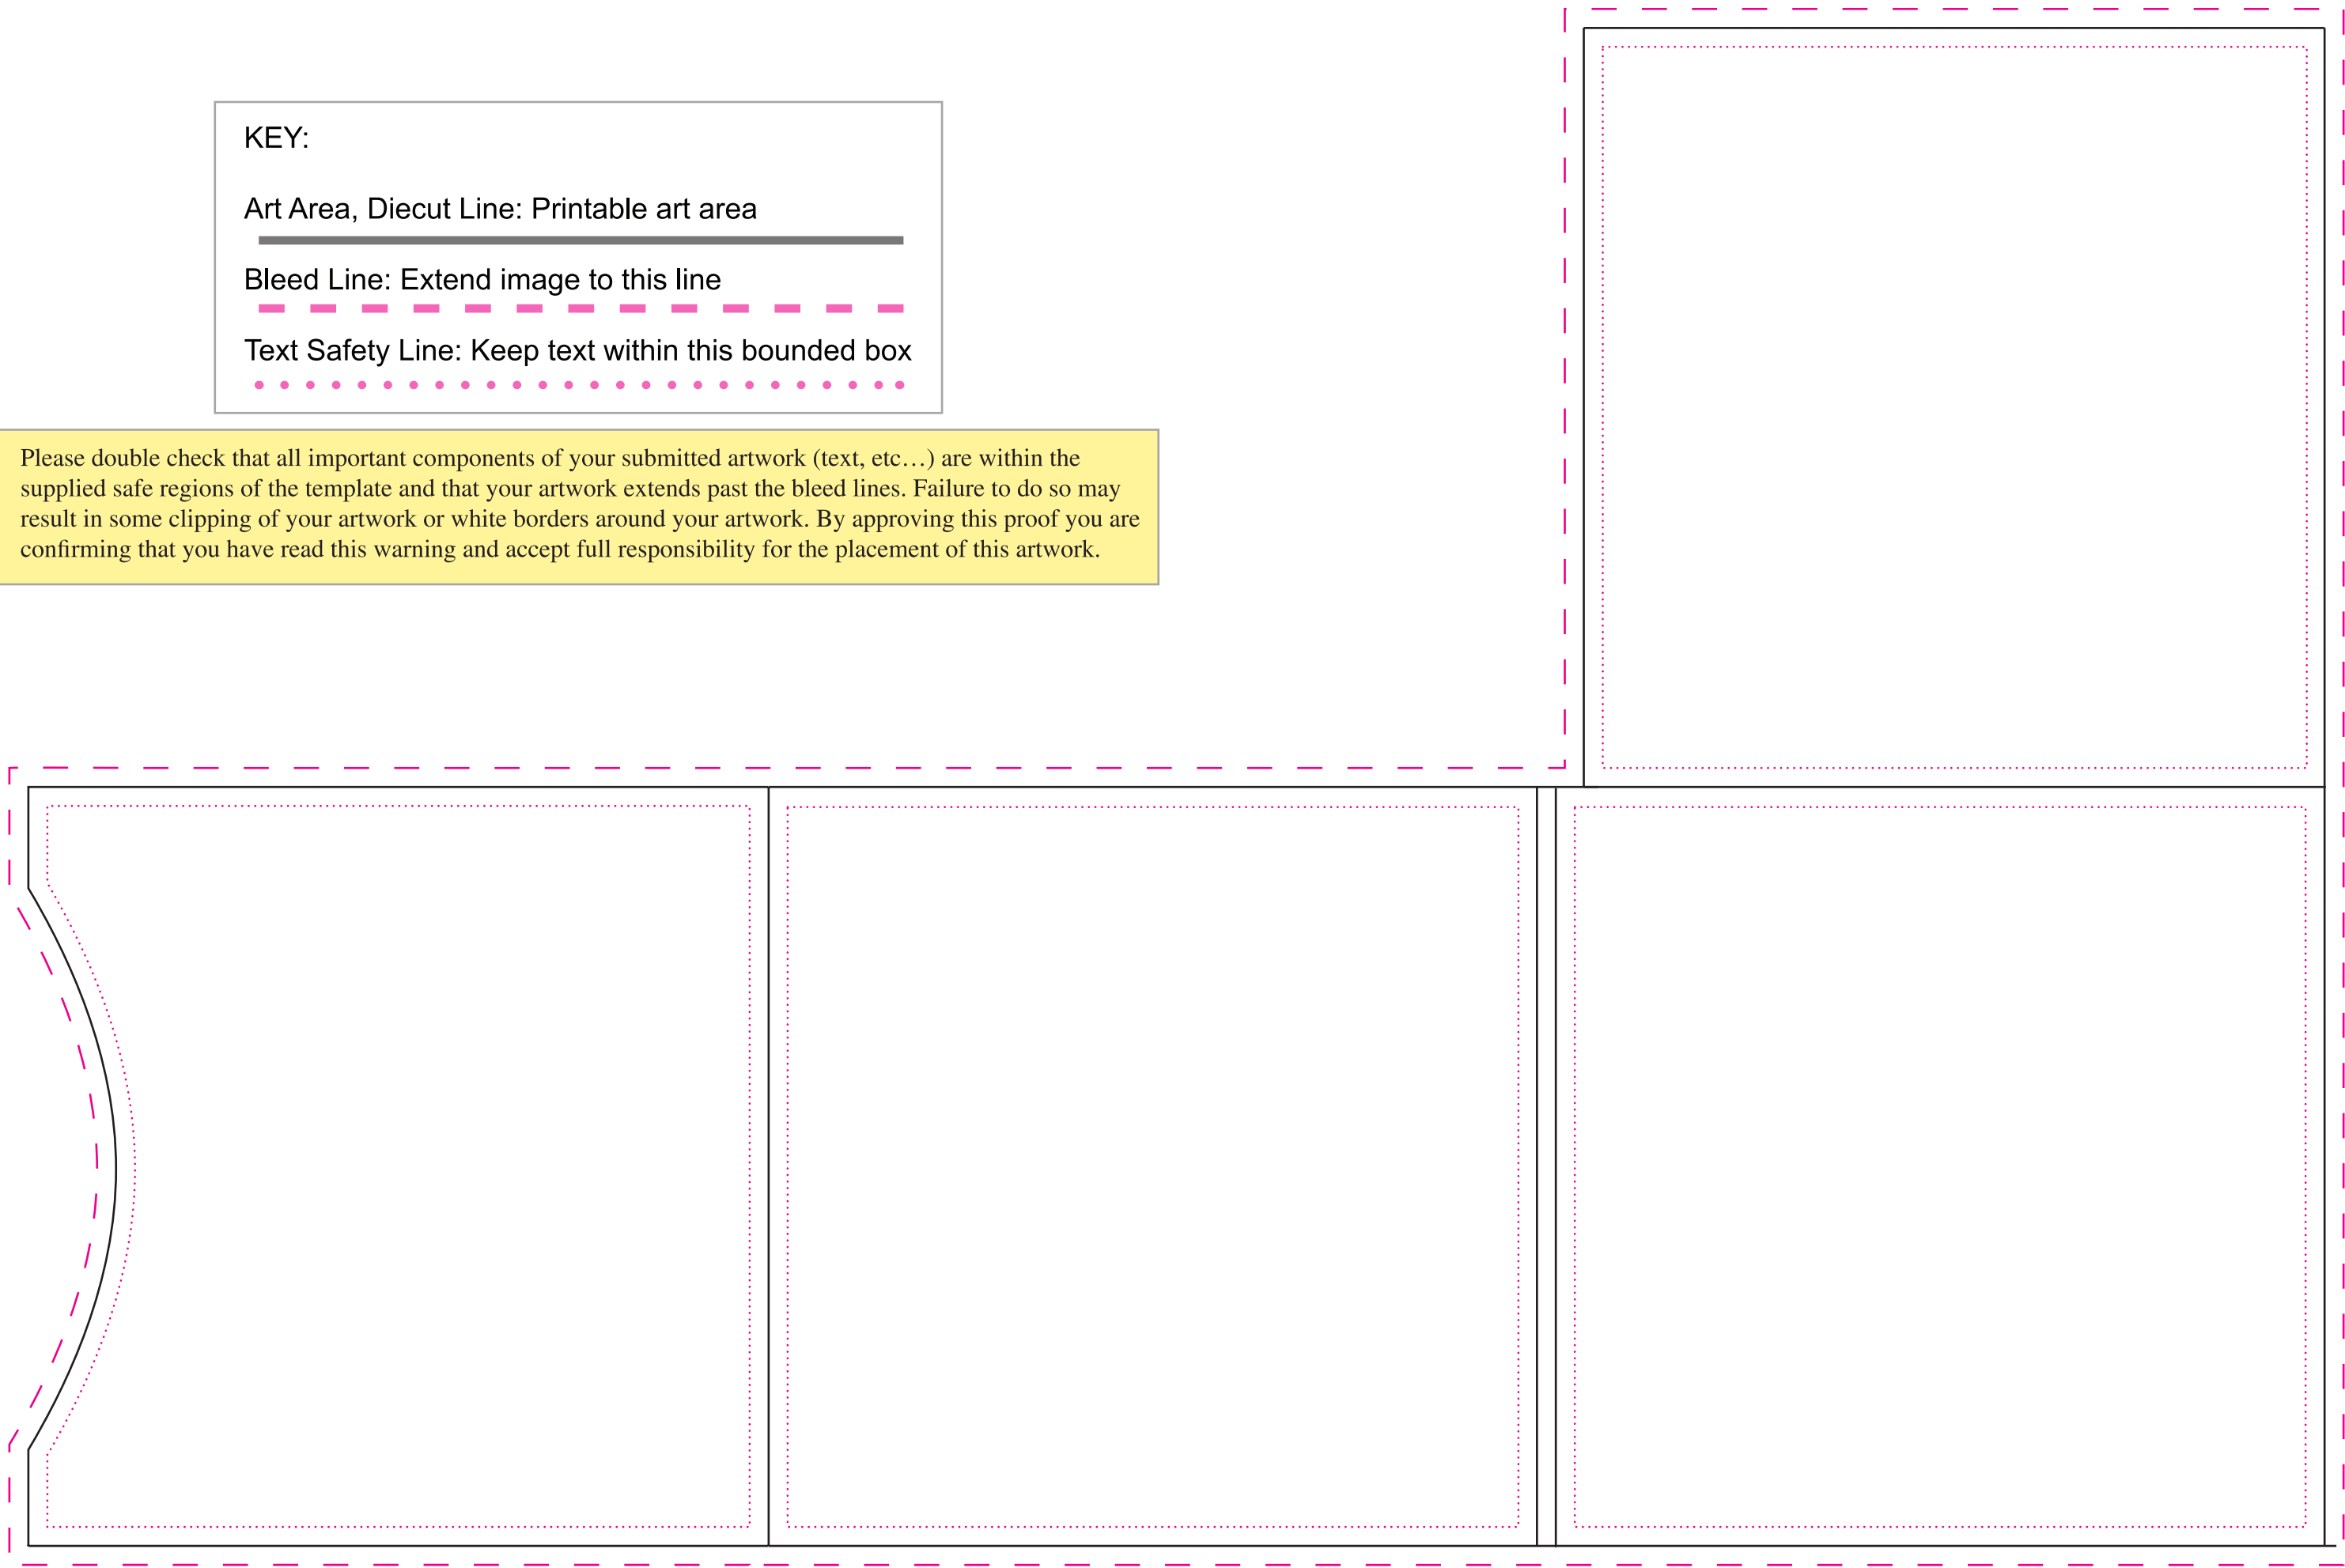 KEY:
Art Area, Diecut Line: Printable art area
Bleed Line: Extend image to this line
Text Safety Line: Keep text within this bounded box
Please double check that all important components of your submitted artwork (text, etc…) are within the
supplied safe regions of the template and that your artwork extends past the bleed lines. Failure to do so may
result in some clipping of your artwork or white borders around your artwork. By approving this proof you are
confirming that you have read this warning and accept full responsibility for the placement of this artwork.